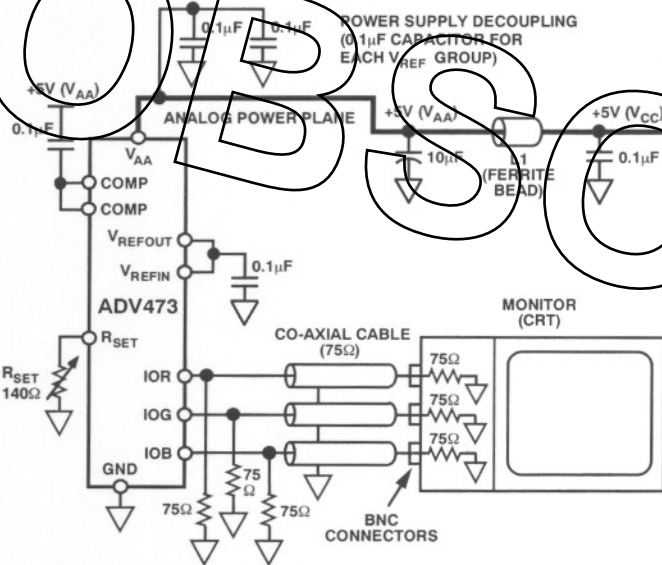 0.1μF
0.1μF
POWER SUPPLY DECOUPLING
(0.1μF CAPACITOR FOR
EACH VREF GROUP)
+5V (VAA)
0.1μF
ANALOG POWER PLANE
+5V (VAA)
+5V (VCC)
VAA
10μF
L1
(FERRITE
BEAD)
0.1μF
COMP
COMP
VREFOUT
VREFIN
0.1μF
ADV473
MONITOR
(CRT)
RSET
CO-AXIAL CABLE
(75Ω)
RSET
140Ω
75Ω
IOR
75Ω
IOG
75Ω
IOB
GND
75
Ω
75Ω
75Ω
BNC
CONNECTORS
OBSO